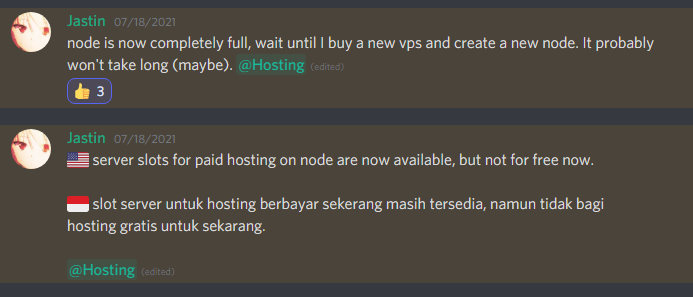 Jastin 07/18/2021
node is now completely full, wait until I buy a new vps and create a new node. It probably
won't take long (maybe). @Hosting (edited)
👍 3
Jastin 07/18/2021
🇺🇸 server slots for paid hosting on node are now available, but not for free now.
🇮🇩 slot server untuk hosting berbayar sekerang masih tersedia, namun tidak bagi
hosting gratis untuk sekarang.
@Hosting (edited)